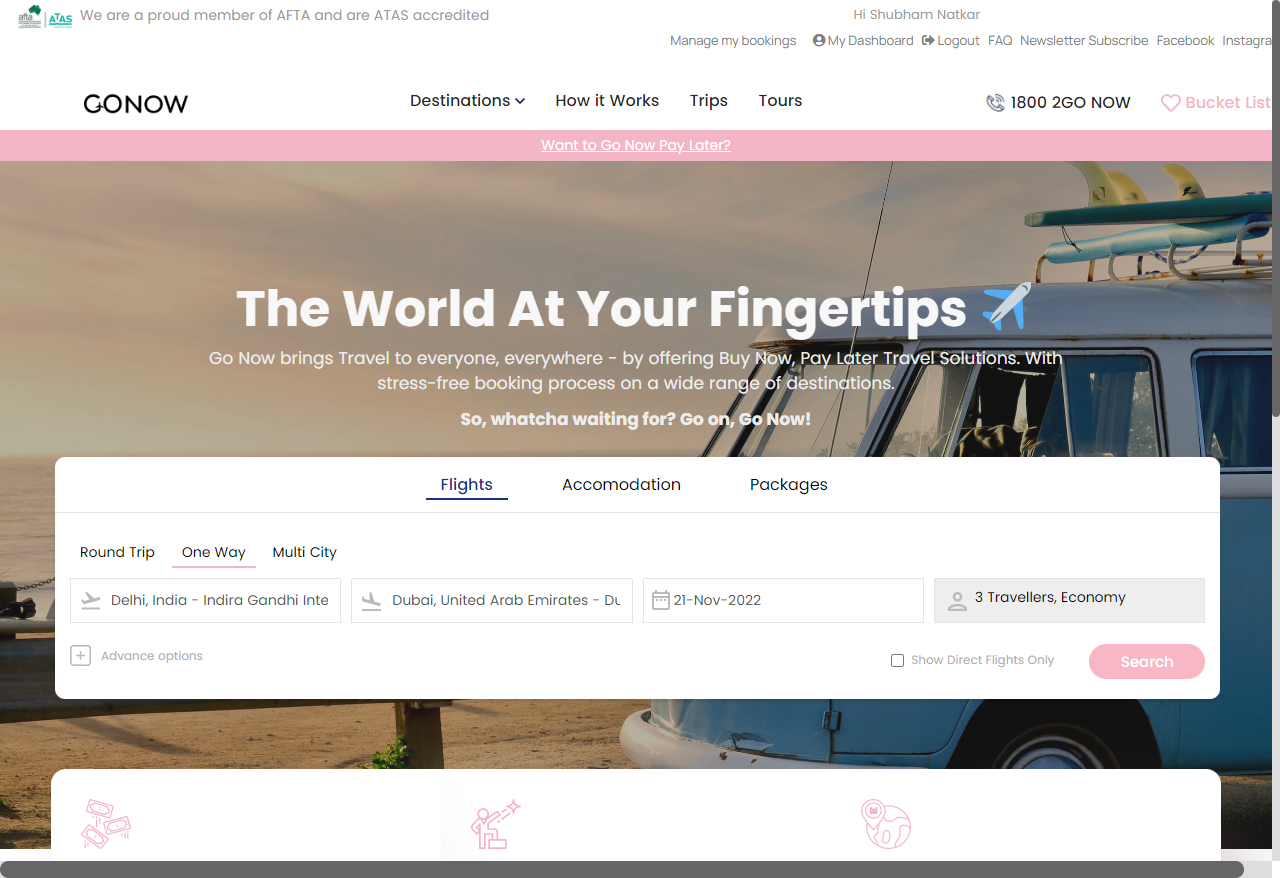 afta
ATAS
We are a proud member of AFTA and are ATAS accredited
Hi Shubham Natkar
Manage my bookings My Dashboard Logout FAQ Newsletter Subscribe Facebook Instagra
GONOW
Destinations How it Works Trips Tours
1800 2GO NOW
Bucket List
Want to Go Now Pay Later?
The World At Your Fingertips
Go Now brings Travel to everyone, everywhere - by offering Buy Now, Pay Later Travel Solutions. With
stress-free booking process on a wide range of destinations.
So, whatcha waiting for? Go on, Go Now!
Flights Accomodation Packages
Round Trip One Way Multi City
Delhi, India - Indira Gandhi Inte
Dubai, United Arab Emirates - Du
21-Nov-2022
3 Travellers, Economy
Advance options
Show Direct Flights Only
Search